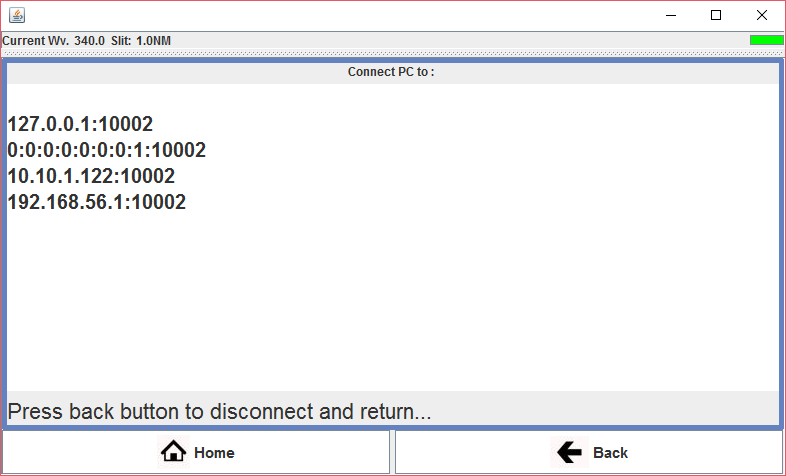 Current Wv. 340.0 Slit: 1.0NM
Connect PC to :
127.0.0.1:10002
0:0:0:0:0:0:0:1:10002
10.10.1.122:10002
192.168.56.1:10002
Press back button to disconnect and return...
Home
Back